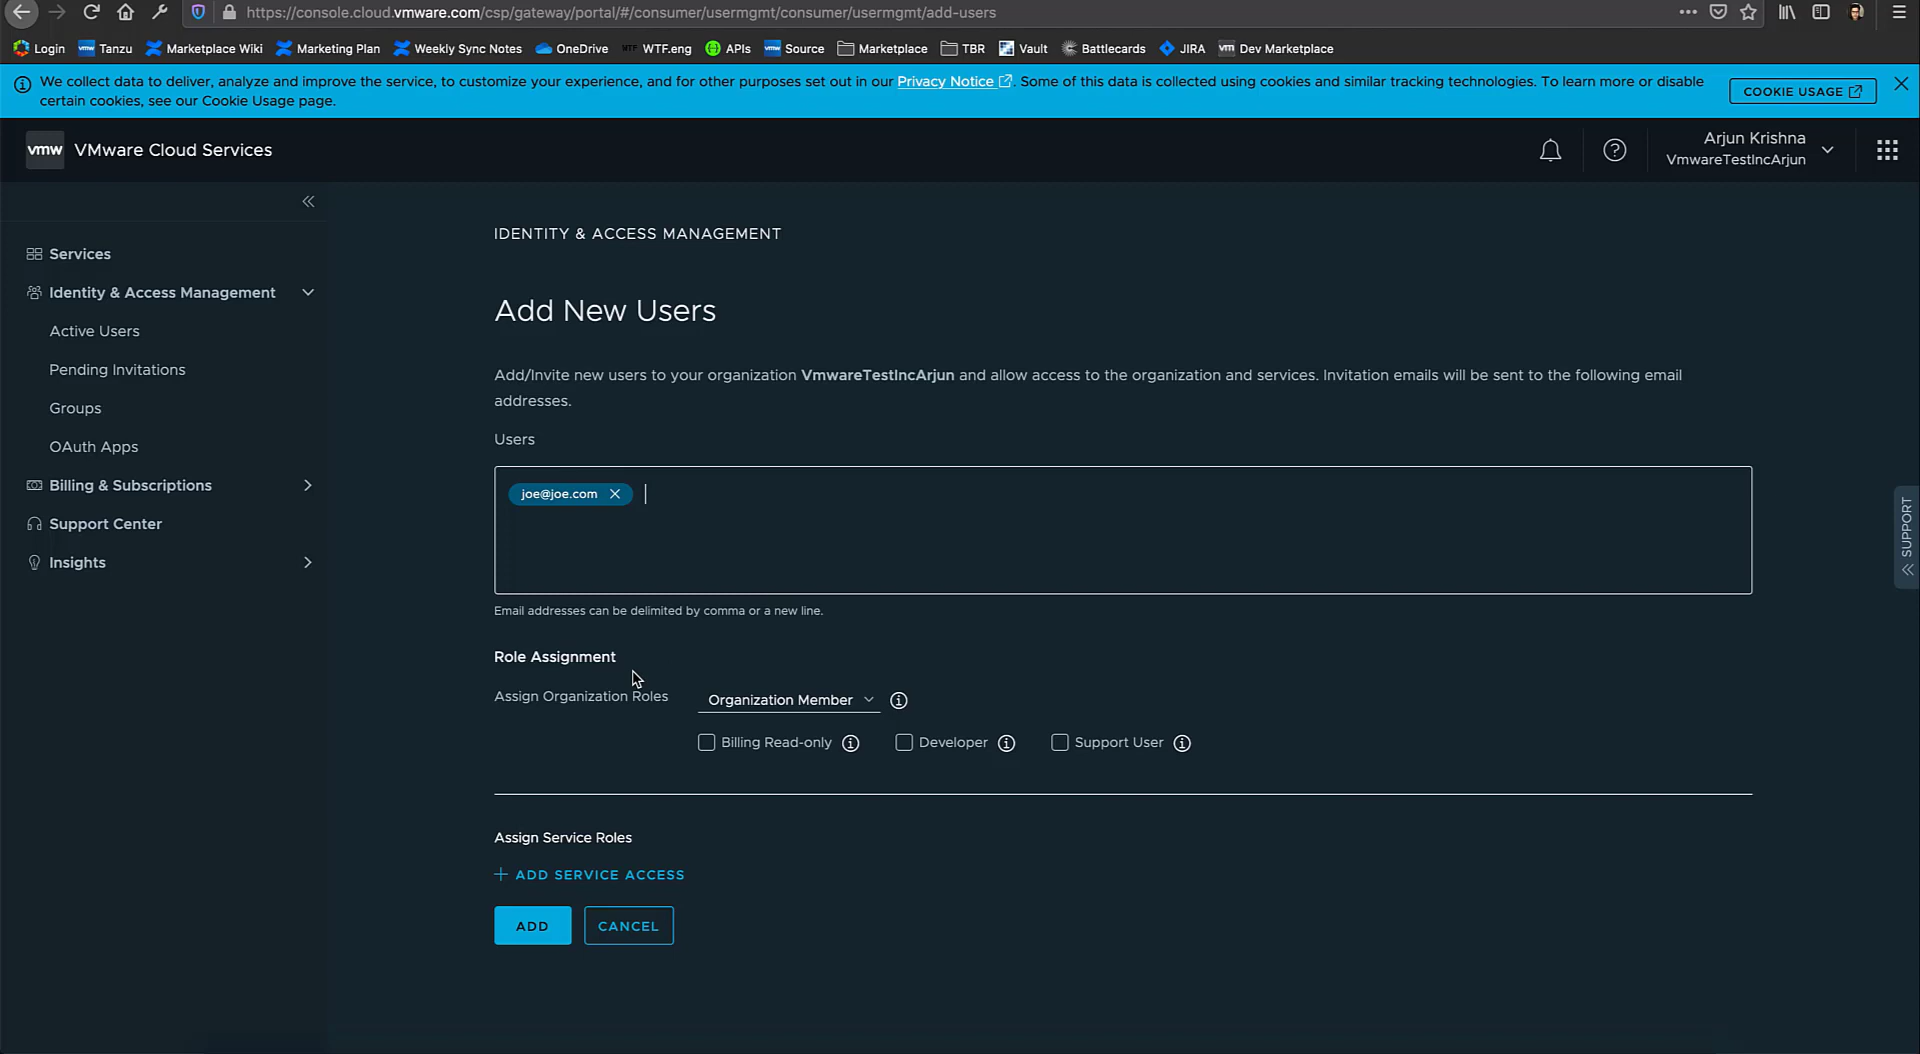 https://console.cloud.vmware.com/csp/gateway/portal/#/consumer/usermgmt/consumer/usermgmt/add-users
Login Tanzu Marketplace Wiki Marketing Plan Weekly Sync Notes OneDrive WTF WTF.eng APIs vmw Source Marketplace TBR Vault Battlecards JIRA vm Dev Marketplace
We collect data to deliver, analyze and improve the service, to customize your experience, and for other purposes set out in our Privacy Notice. Some of this data is collected using cookies and similar tracking technologies. To learn more or disable
certain cookies, see our Cookie Usage page.
COOKIE USAGE
vmw VMware Cloud Services
Arjun Krishna
VmwareTestIncArjun
Services
Identity & Access Management
Active Users
Pending Invitations
Groups
OAuth Apps
Billing & Subscriptions
Support Center
Insights
IDENTITY & ACCESS MANAGEMENT
Add New Users
Add/Invite new users to your organization VmwareTestIncArjun and allow access to the organization and services. Invitation emails will be sent to the following email
addresses.
Users
joe@joe.com
Email addresses can be delimited by comma or a new line.
Role Assignment
Assign Organization Roles
Organization Member
Billing Read-only
Developer
Support User
Assign Service Roles
ADD SERVICE ACCESS
ADD
CANCEL
SUPPORT